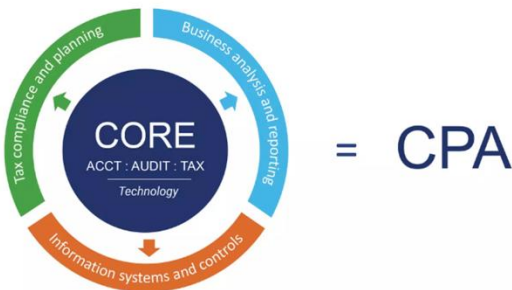 Tax compliance and planning
Business analysis and reporting
CORE
ACCT : AUDIT : TAX
Technology
Information systems and controls
= CPA